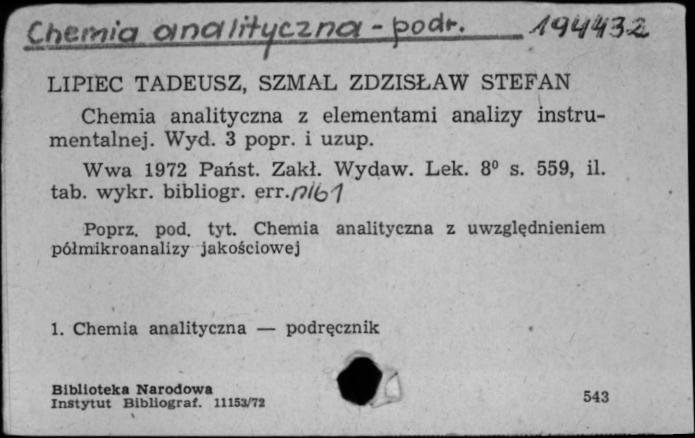 Chemia analityczna - podr. 194432
LIPIEC TADEUSZ, SZMAL ZDZISŁAW STEFAN
Chemia analityczna z elementami analizy instru-
mentalnej. Wyd. 3 popr. i uzup.
Wwa 1972 Państ. Zakł. Wydaw. Lek. 8⁰ s. 559, il.
tab. wykr. bibliogr. err. nlb 1
Poprz. pod. tyt. Chemia analityczna z uwzględnieniem
półmikroanalizy jakościowej
1. Chemia analityczna — podręcznik
Biblioteka Narodowa
Instytut Bibliograf. 11153/72 543